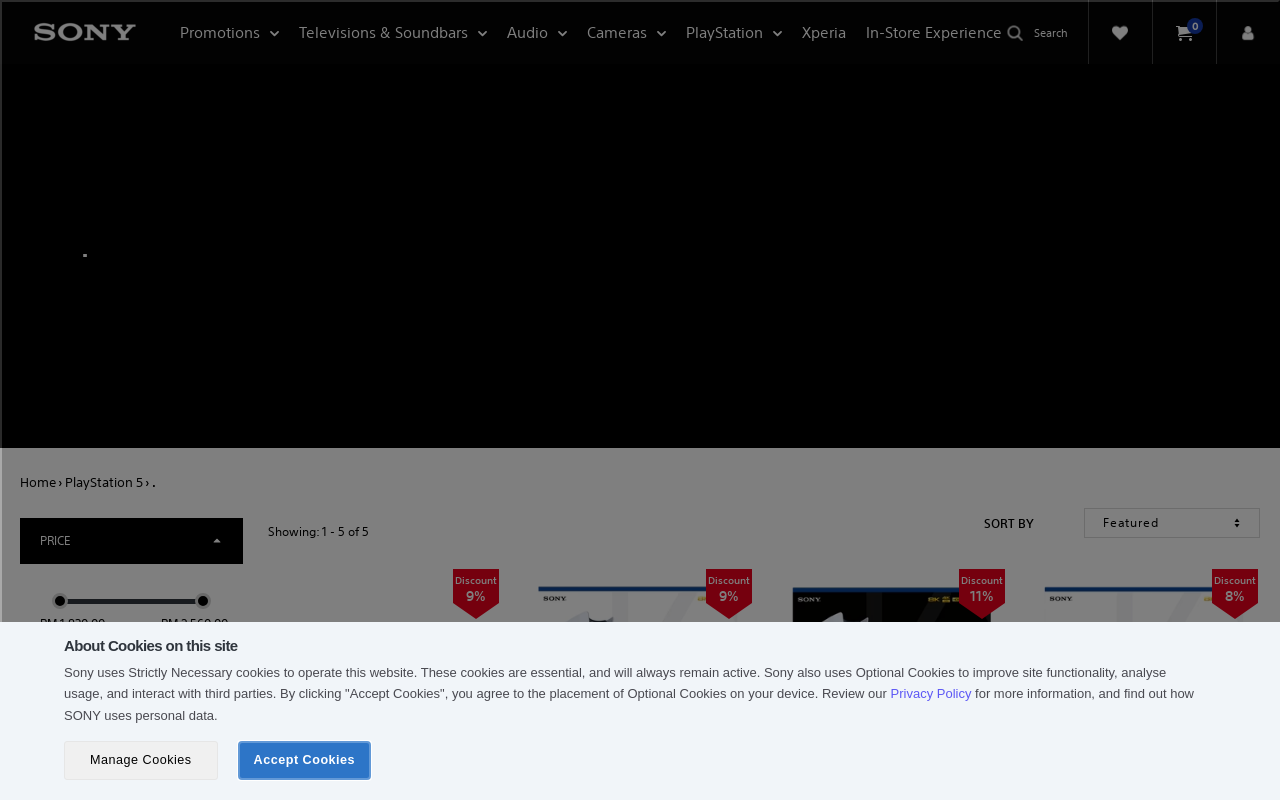 SONY
Promotions
Televisions & Soundbars
Audio
Cameras
PlayStation
Xperia
In-Store Experience
Search
0
Home › PlayStation 5 › .
PRICE
Showing: 1 - 5 of 5
SORT BY
Featured
Discount
9%
Discount
9%
Discount
11%
Discount
8%
SONY
SONY
8K
SONY
About Cookies on this site
Sony uses Strictly Necessary cookies to operate this website. These cookies are essential, and will always remain active. Sony also uses Optional Cookies to improve site functionality, analyse
usage, and interact with third parties. By clicking "Accept Cookies", you agree to the placement of Optional Cookies on your device. Review our Privacy Policy for more information, and find out how
SONY uses personal data.
Manage Cookies
Accept Cookies